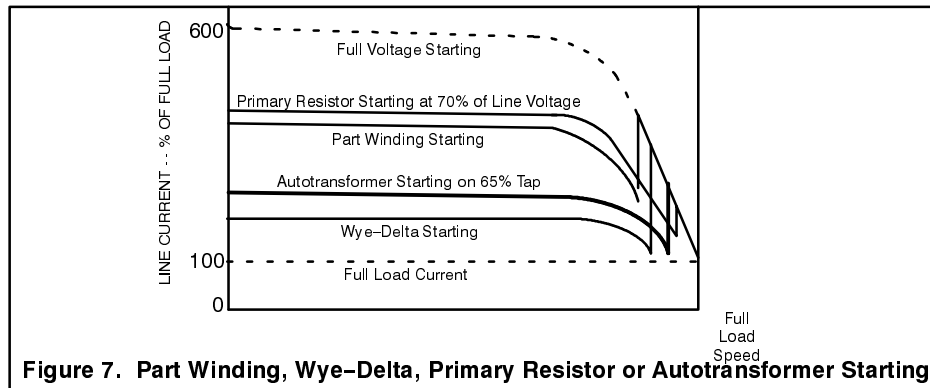 LINE CURRENT -- % OF FULL LOAD
600
Full Voltage Starting
Primary Resistor Starting at 70% of Line Voltage
Part Winding Starting
Autotransformer Starting on 65% Tap
Wye–Delta Starting
100
Full Load Current
0
Full
Load
Speed
Figure 7. Part Winding, Wye–Delta, Primary Resistor or Autotransformer Starting